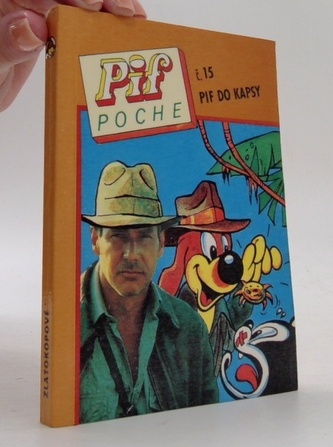 Pif
POCHE
č. 15
PIF DO KAPSY
ZLATOKOPOVÉ